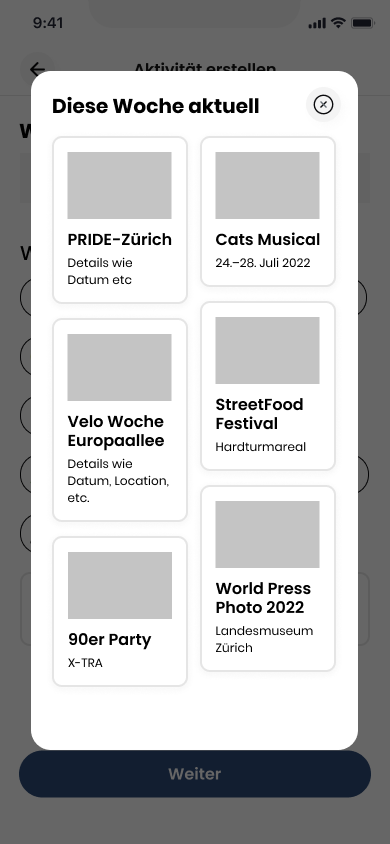 9:41
Aktivität erstellen
Diese Woche aktuell
PRIDE-Zürich
Details wie
Datum etc
Cats Musical
24.–28. Juli 2022
Velo Woche
Europaallee
Details wie
Datum, Location,
etc.
StreetFood
Festival
Hardturmareal
90er Party
X-TRA
World Press
Photo 2022
Landesmuseum
Zürich
Weiter